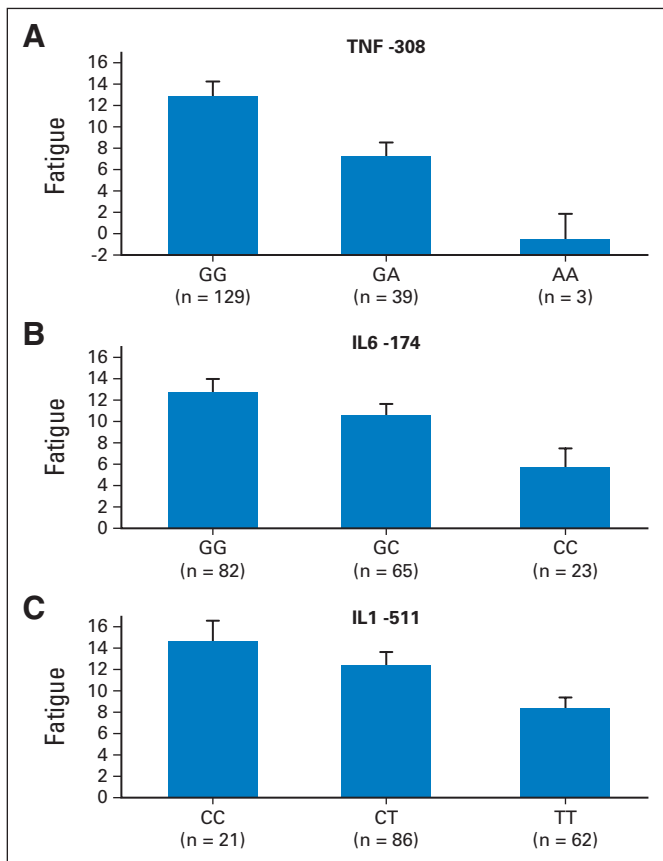 A
TNF -308
Fatigue
16
14
12
10
8
6
4
2
0
-2
GG
GA
AA
(n = 129)
(n = 39)
(n = 3)
B
IL6 -174
Fatigue
16
14
12
10
8
6
4
2
0
GG
GC
CC
(n = 82)
(n = 65)
(n = 23)
C
IL1 -511
Fatigue
16
14
12
10
8
6
4
2
0
CC
CT
TT
(n = 21)
(n = 86)
(n = 62)